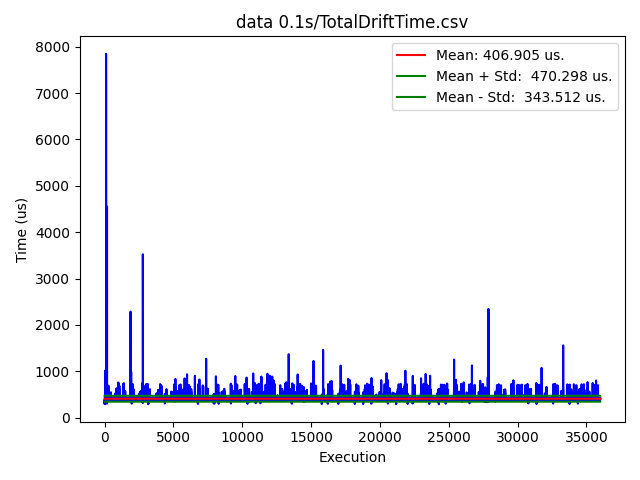 data 0.1s/TotalDriftTime.csv
Mean: 406.905 us.
Mean + Std:  470.298 us.
Mean - Std:  343.512 us.
8000
7000
6000
5000
4000
3000
2000
1000
0
Time (us)
0 5000 10000 15000 20000 25000 30000 35000
Execution